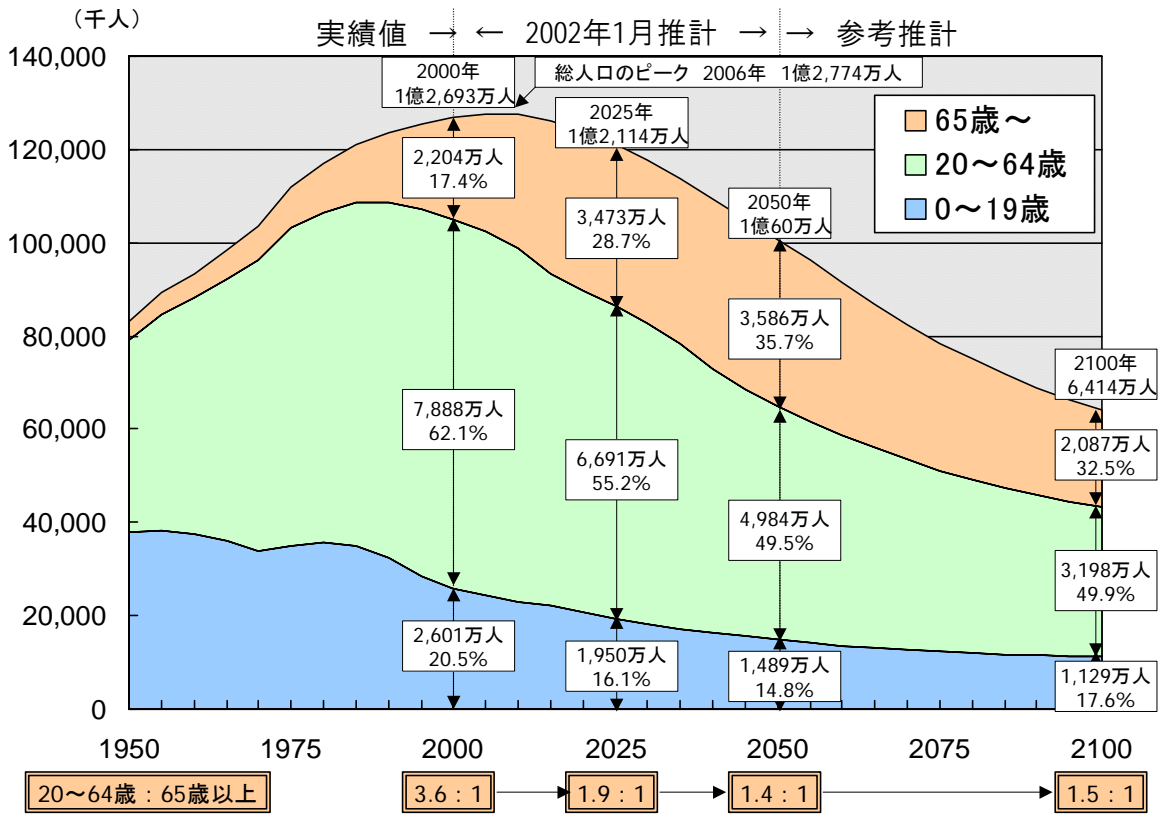 （千人）
実績値 → ← 2002年1月推計 → 参考推計
140,000
120,000
100,000
80,000
60,000
40,000
20,000
0
2000年
1億2,693万人
総人口のピーク 2006年 1億2,774万人
2025年
1億2,114万人
2050年
1億60万人
2100年
6,414万人
65歳～
20～64歳
0～19歳
2,204万人
17.4%
7,888万人
62.1%
2,601万人
20.5%
3,473万人
28.7%
6,691万人
55.2%
1,950万人
16.1%
3,586万人
35.7%
4,984万人
49.5%
1,489万人
14.8%
2,087万人
32.5%
3,198万人
49.9%
1,129万人
17.6%
1950 1975 2000 2025 2050 2075 2100
20～64歳：65歳以上 3.6：1 1.9：1 1.4：1 1.5：1